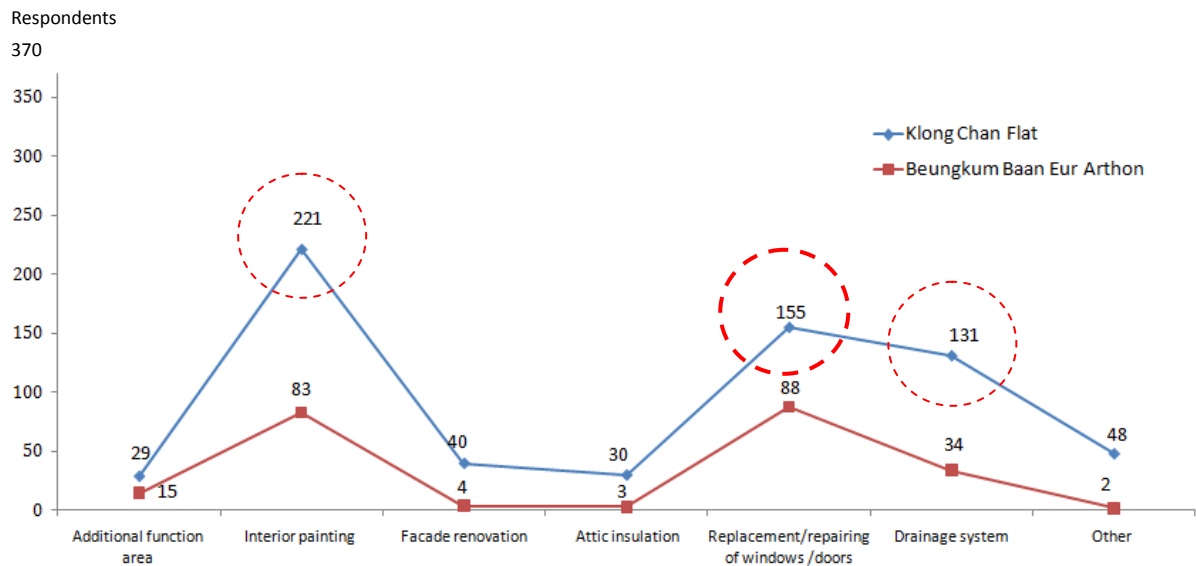 Respondents
370
350
300
250
200
150
100
50
0
Klong Chan Flat
Beungkum Baan Eur Arthon
221
155
131
83
88
29
15
40
4
30
3
34
48
2
Additional function
area
Interior painting
Facade renovation
Attic insulation
Replacement/repairing
of windows /doors
Drainage system
Other